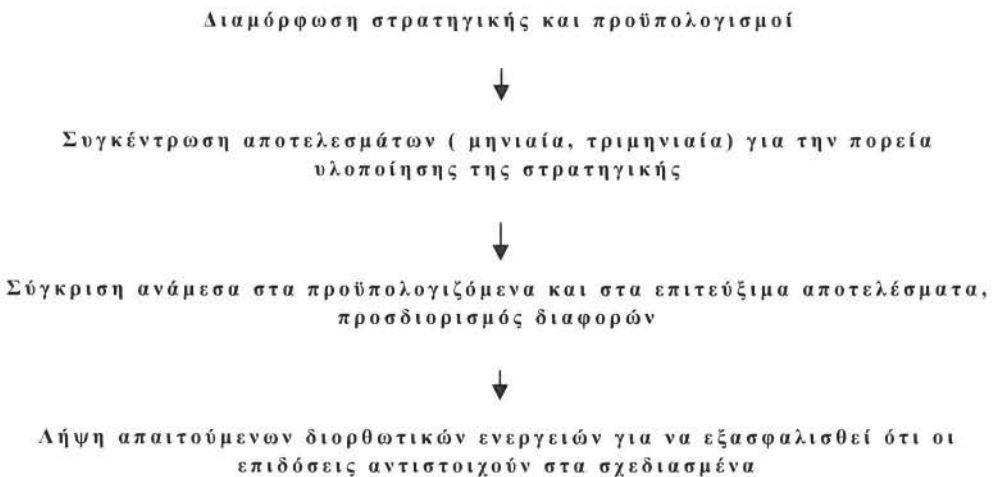 Διαμόρφωση στρατηγικής και προϋπολογισμοί
Συγκέντρωση αποτελεσμάτων ( μηνιαία, τριμηνιαία) για την πορεία
υλοποίησης της στρατηγικής
Σύγκριση ανάμεσα στα προϋπολογιζόμενα και στα επιτεύξιμα αποτελέσματα,
προσδιορισμός διαφορών
Λήψη απαιτούμενων διορθωτικών ενεργειών για να εξασφαλισθεί ότι οι
επιδόσεις αντιστοιχούν στα σχεδιασμένα